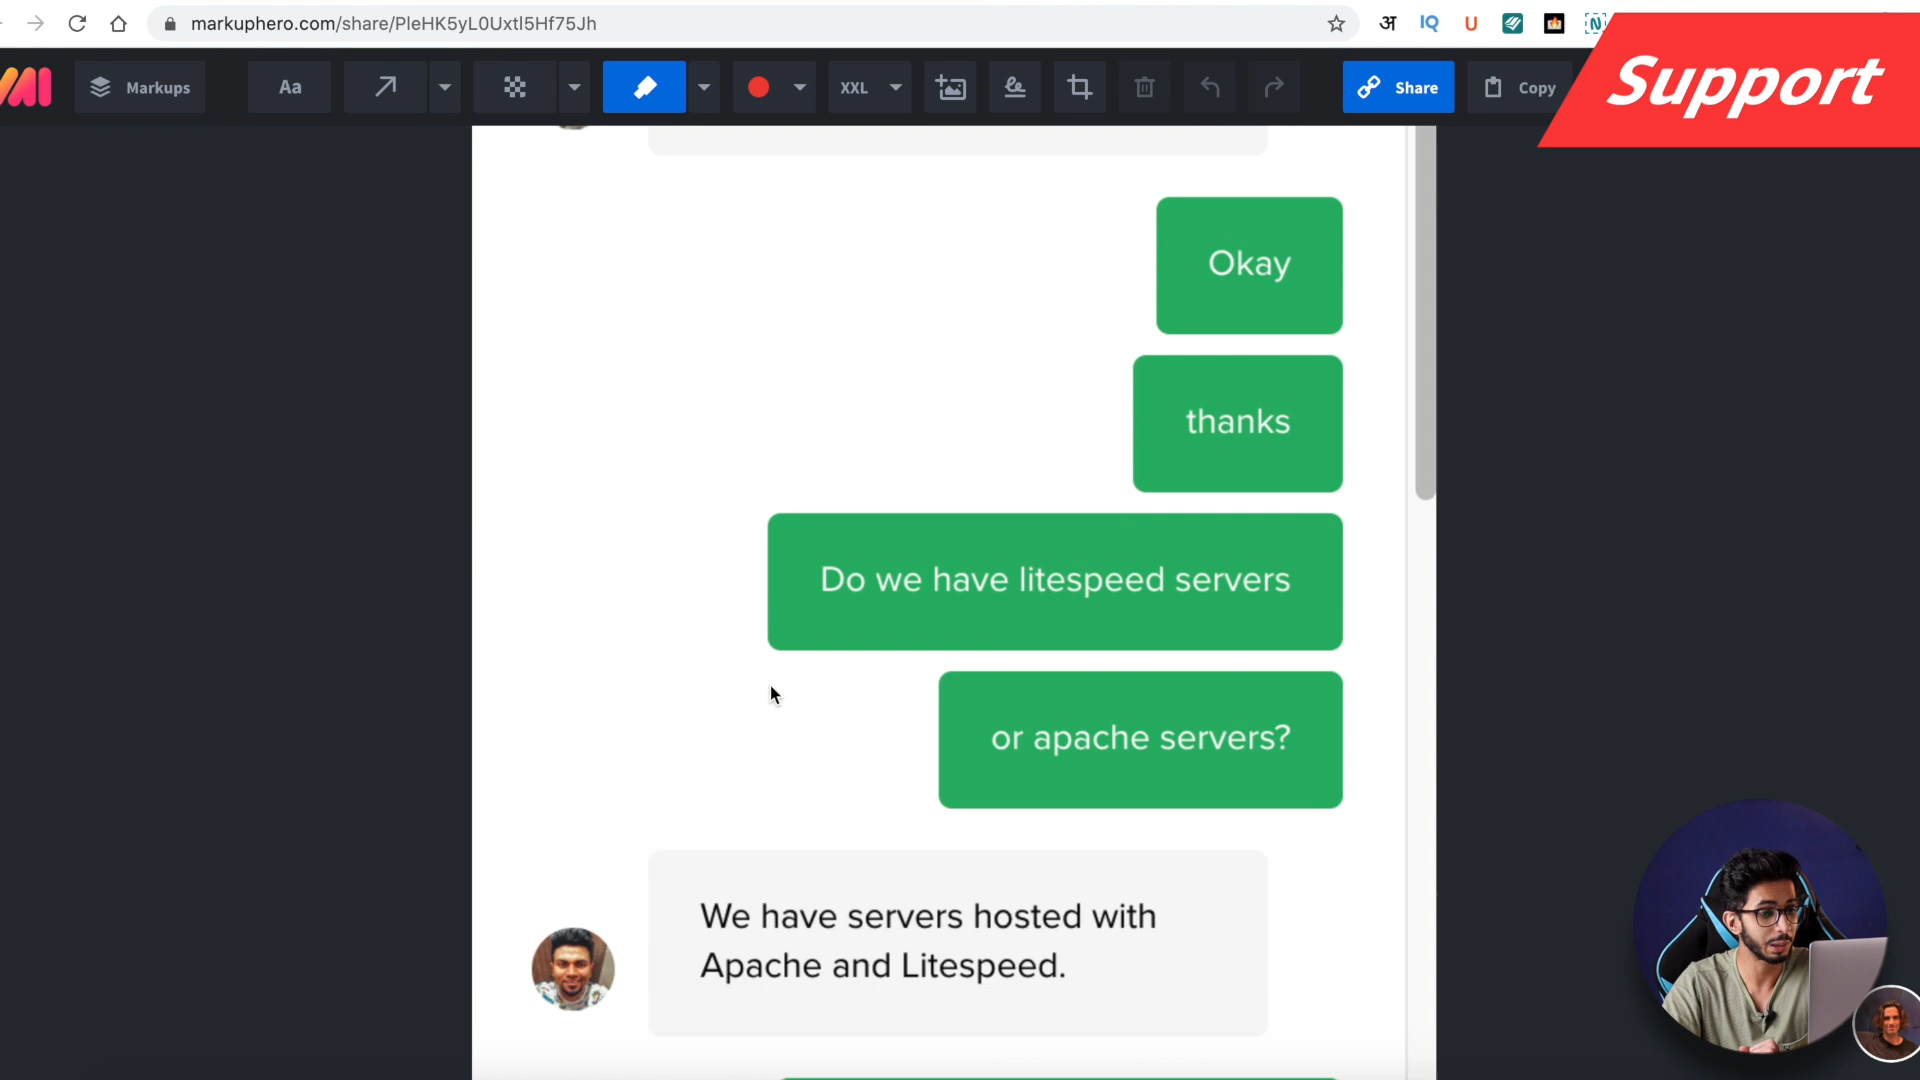 markuphero.com/share/PleHK5yL0Uxtl5Hf75Jh
अ IQ U N
Markups Aa XXL Share Copy
Support
Okay
thanks
Do we have litespeed servers
or apache servers?
We have servers hosted with
Apache and Litespeed.